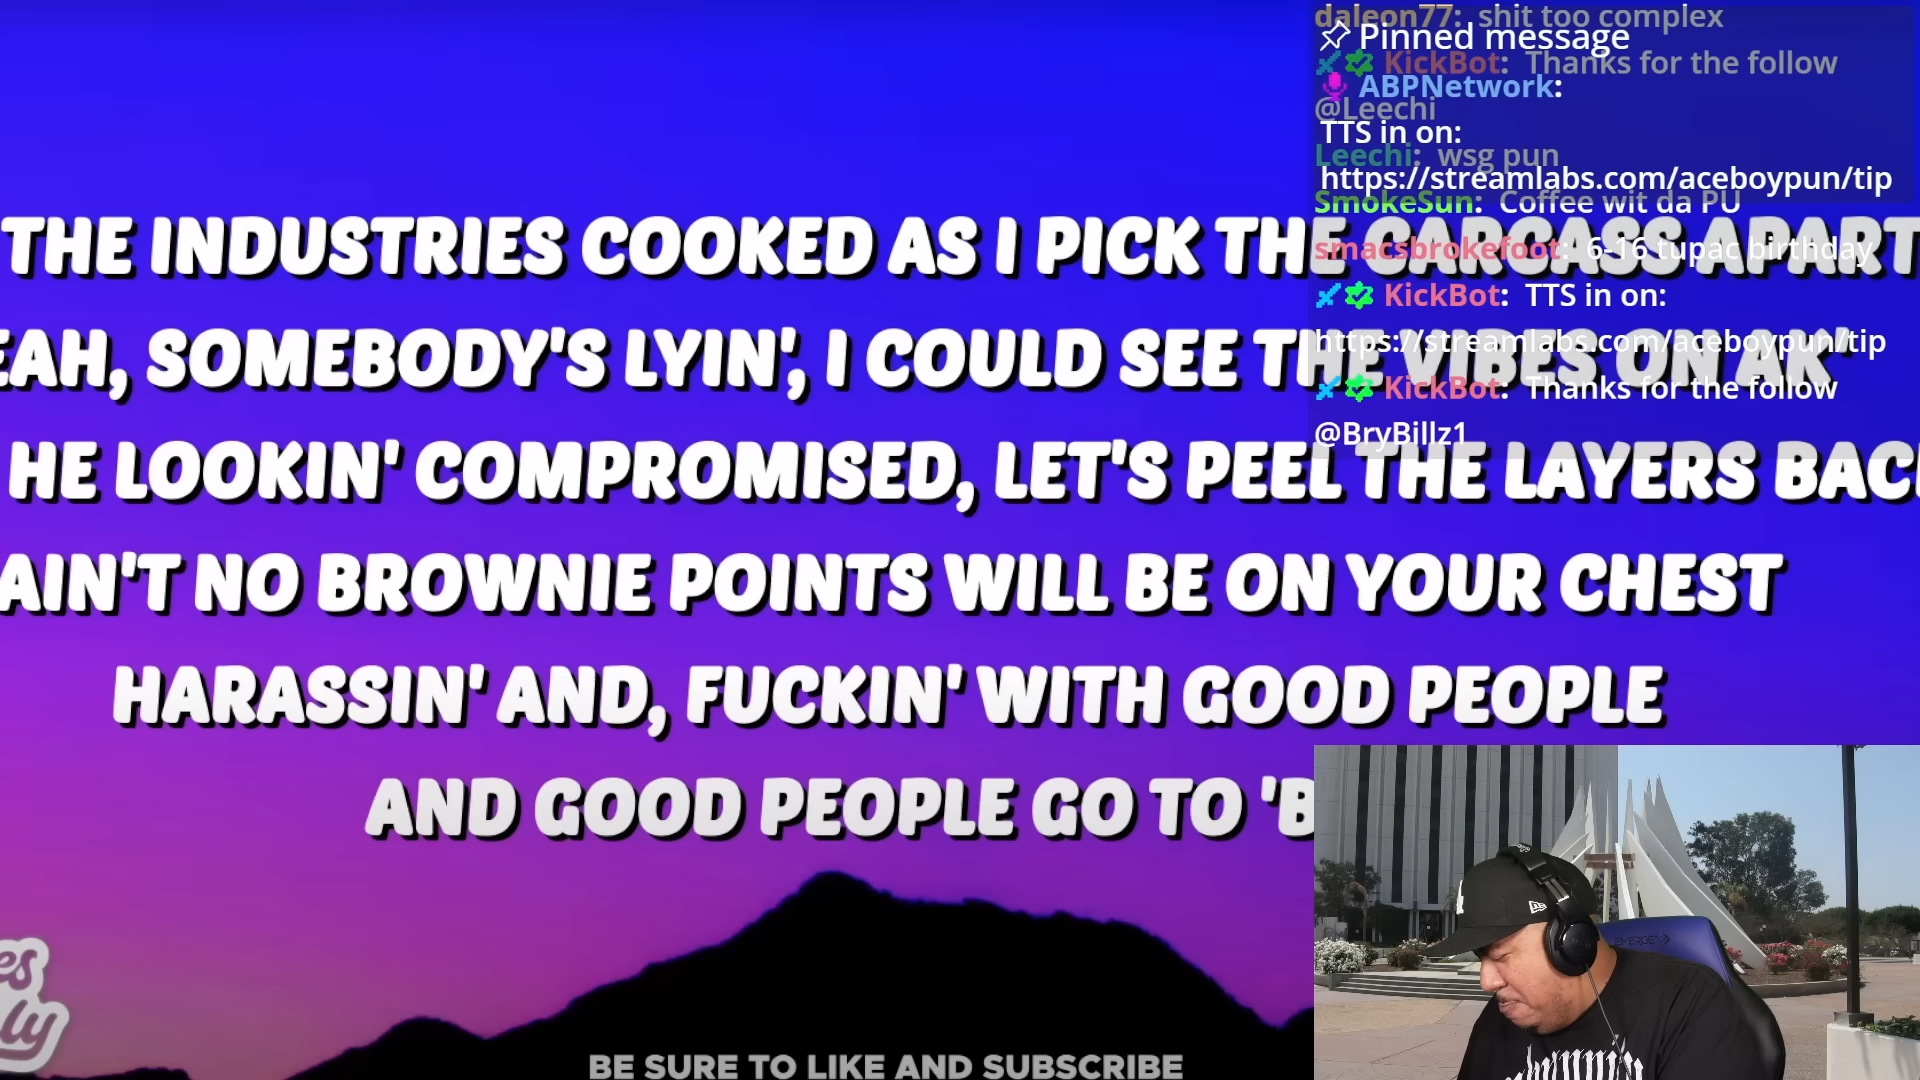 THE INDUSTRIES COOKED AS I PICK THE CARCASS APART
EAH, SOMEBODY'S LYIN', I COULD SEE THE VIBES ON AK'
HE LOOKIN' COMPROMISED, LET'S PEEL THE LAYERS BAC
AIN'T NO BROWNIE POINTS WILL BE ON YOUR CHEST
HARASSIN' AND, FUCKIN' WITH GOOD PEOPLE
AND GOOD PEOPLE GO TO 'B
BE SURE TO LIKE AND SUBSCRIBE
es
ly
daleon77: shit too complex
Pinned message
KickBot: Thanks for the follow
ABPNetwork:
@Leechi
TTS in on:
Leechi: wsg pun
https://streamlabs.com/aceboypun/tip
SmokeSun: Coffee wit da PU
smacsbrokefoot: 6-16 tupac birthday
KickBot: TTS in on:
https://streamlabs.com/aceboypun/tip
KickBot: Thanks for the follow
@BryBillz1